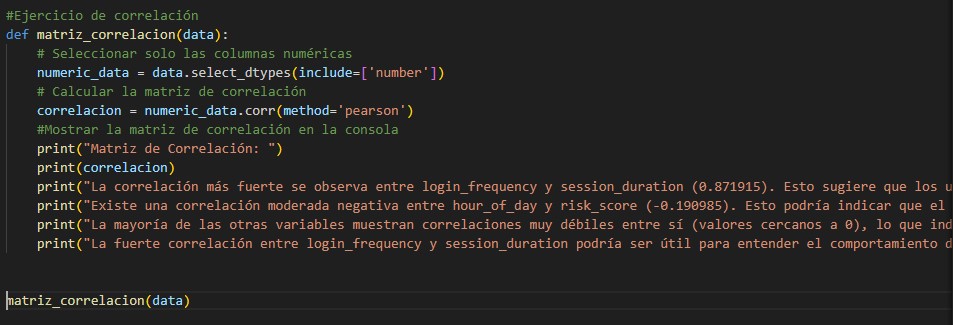 #Ejercicio de correlación
def matriz_correlacion(data):
    # Seleccionar solo las columnas numéricas
    numeric_data = data.select_dtypes(include=['number'])
    # Calcular la matriz de correlación
    correlacion = numeric_data.corr(method='pearson')
    #Mostrar la matriz de correlación en la consola
    print("Matriz de Correlación: ")
    print(correlacion)
    print("La correlación más fuerte se observa entre login_frequency y session_duration (0.871915). Esto sugiere que los u
    print("Existe una correlación moderada negativa entre hour_of_day y risk_score (-0.190985). Esto podría indicar que el
    print("La mayoría de las otras variables muestran correlaciones muy débiles entre sí (valores cercanos a 0), lo que ind
    print("La fuerte correlación entre login_frequency y session_duration podría ser útil para entender el comportamiento d
matriz_correlacion(data)